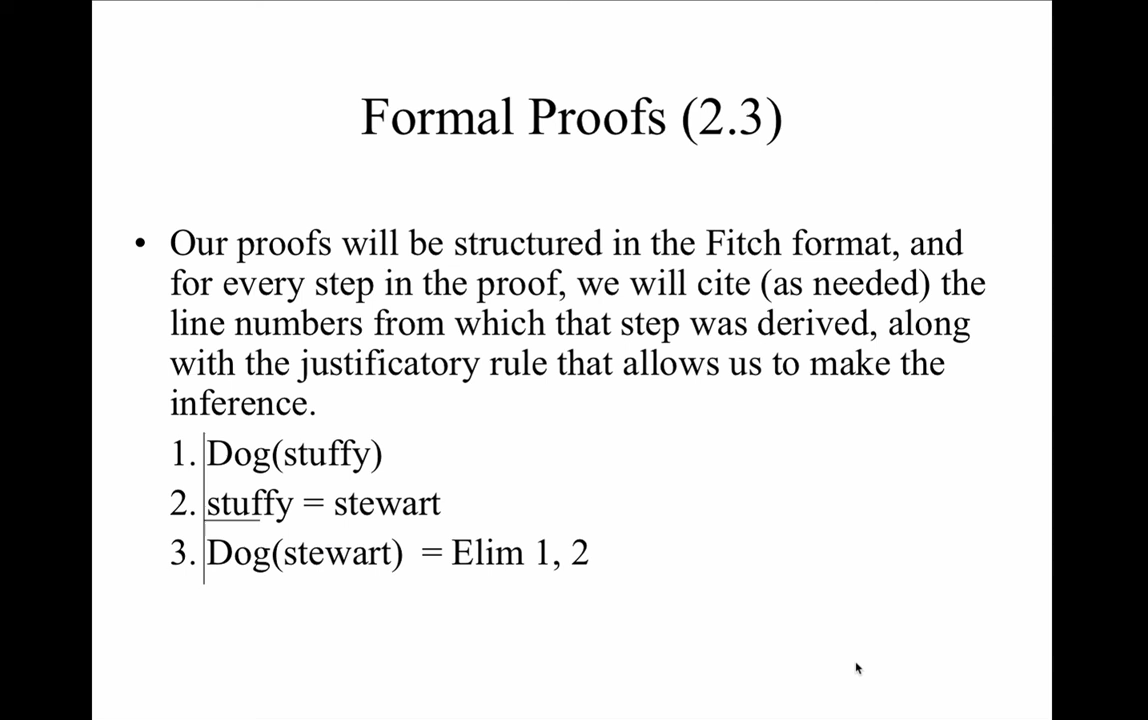 Formal Proofs (2.3)
• Our proofs will be structured in the Fitch format, and
for every step in the proof, we will cite (as needed) the
line numbers from which that step was derived, along
with the justificatory rule that allows us to make the
inference.
1. Dog(stuffy)
2. stuffy = stewart
3. Dog(stewart) = Elim 1, 2